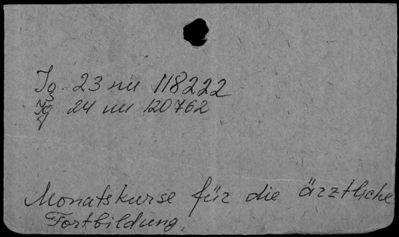 Jg. 23 nu 118222
Jg 24 nu 120762
Monatskurse für die ärztliche
Fortbildung.